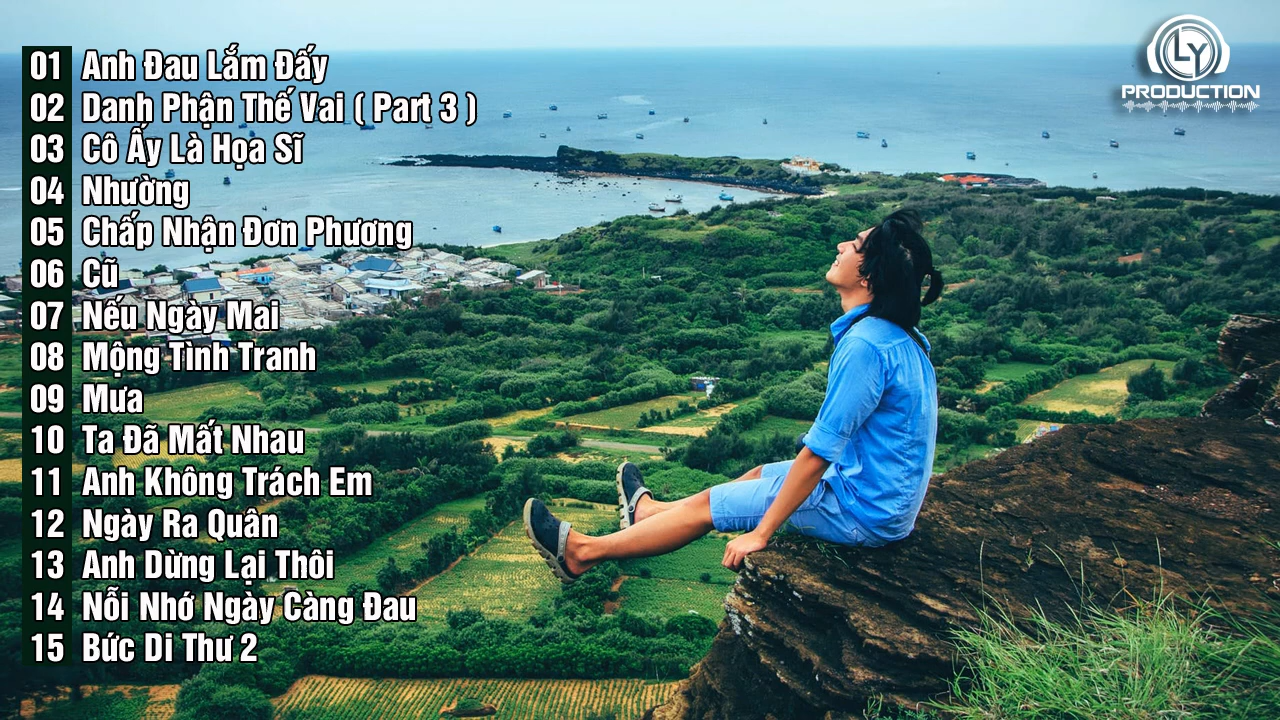 01 Anh Đau Lắm Đấy
02 Danh Phận Thế Vai ( Part 3 )
03 Cô Ấy Là Họa Sĩ
04 Nhường
05 Chấp Nhận Đơn Phương
06 Cũ
07 Nếu Ngày Mai
08 Mộng Tình Tranh
09 Mưa
10 Ta Đã Mất Nhau
11 Anh Không Trách Em
12 Ngày Ra Quân
13 Anh Dừng Lại Thôi
14 Nỗi Nhớ Ngày Càng Đau
15 Bức Di Thư 2
LY
PRODUCTION